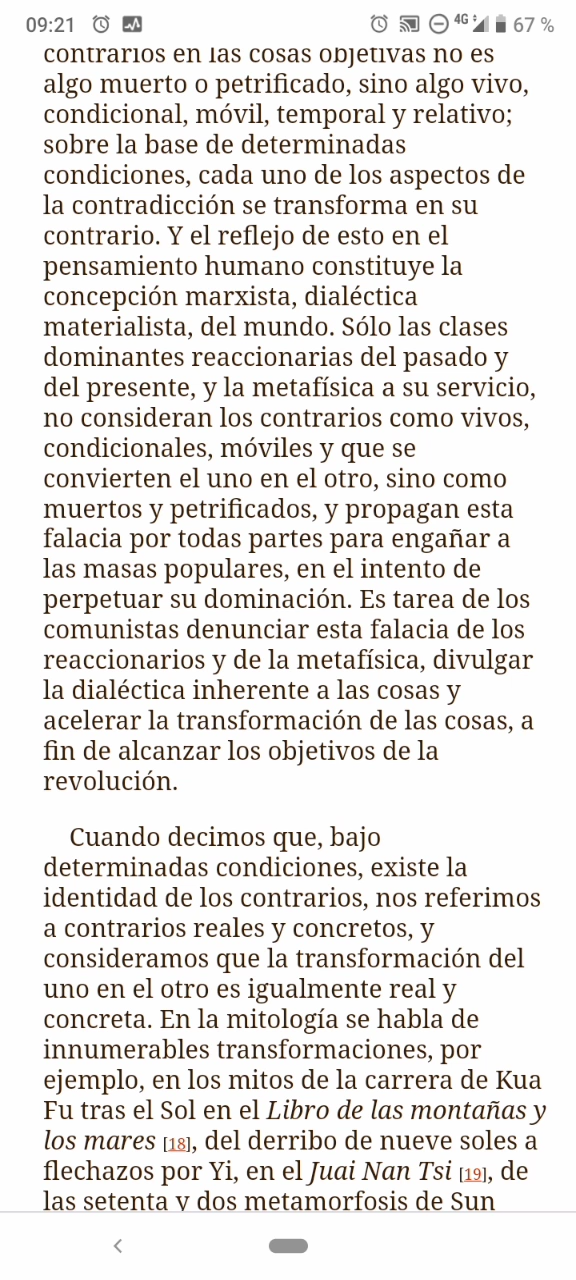 09:21 4G 67 %
contrarios en las cosas objetivas no es
algo muerto o petrificado, sino algo vivo,
condicional, móvil, temporal y relativo;
sobre la base de determinadas
condiciones, cada uno de los aspectos de
la contradicción se transforma en su
contrario. Y el reflejo de esto en el
pensamiento humano constituye la
concepción marxista, dialéctica
materialista, del mundo. Sólo las clases
dominantes reaccionarias del pasado y
del presente, y la metafísica a su servicio,
no consideran los contrarios como vivos,
condicionales, móviles y que se
convierten el uno en el otro, sino como
muertos y petrificados, y propagan esta
falacia por todas partes para engañar a
las masas populares, en el intento de
perpetuar su dominación. Es tarea de los
comunistas denunciar esta falacia de los
reaccionarios y de la metafísica, divulgar
la dialéctica inherente a las cosas y
acelerar la transformación de las cosas, a
fin de alcanzar los objetivos de la
revolución.
Cuando decimos que, bajo
determinadas condiciones, existe la
identidad de los contrarios, nos referimos
a contrarios reales y concretos, y
consideramos que la transformación del
uno en el otro es igualmente real y
concreta. En la mitología se habla de
innumerables transformaciones, por
ejemplo, en los mitos de la carrera de Kua
Fu tras el Sol en el Libro de las montañas y
los mares [18], del derribo de nueve soles a
flechazos por Yi, en el Juai Nan Tsi [19], de
las setenta y dos metamorfosis de Sun